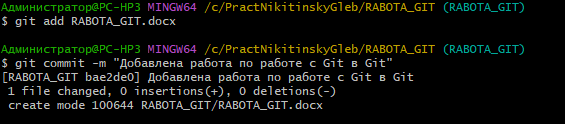 Администратор@PC-HP3 MINGW64 /c/PractNikitinskyGleb/RABOTA_GIT (RABOTA_GIT)
$ git add RABOTA_GIT.docx
Администратор@PC-HP3 MINGW64 /c/PractNikitinskyGleb/RABOTA_GIT (RABOTA_GIT)
$ git commit -m "Добавлена работа по работе с Git в Git"
[RABOTA_GIT bae2de0] Добавлена работа по работе с Git в Git
1 file changed, 0 insertions(+), 0 deletions(-)
create mode 100644 RABOTA_GIT/RABOTA_GIT.docx